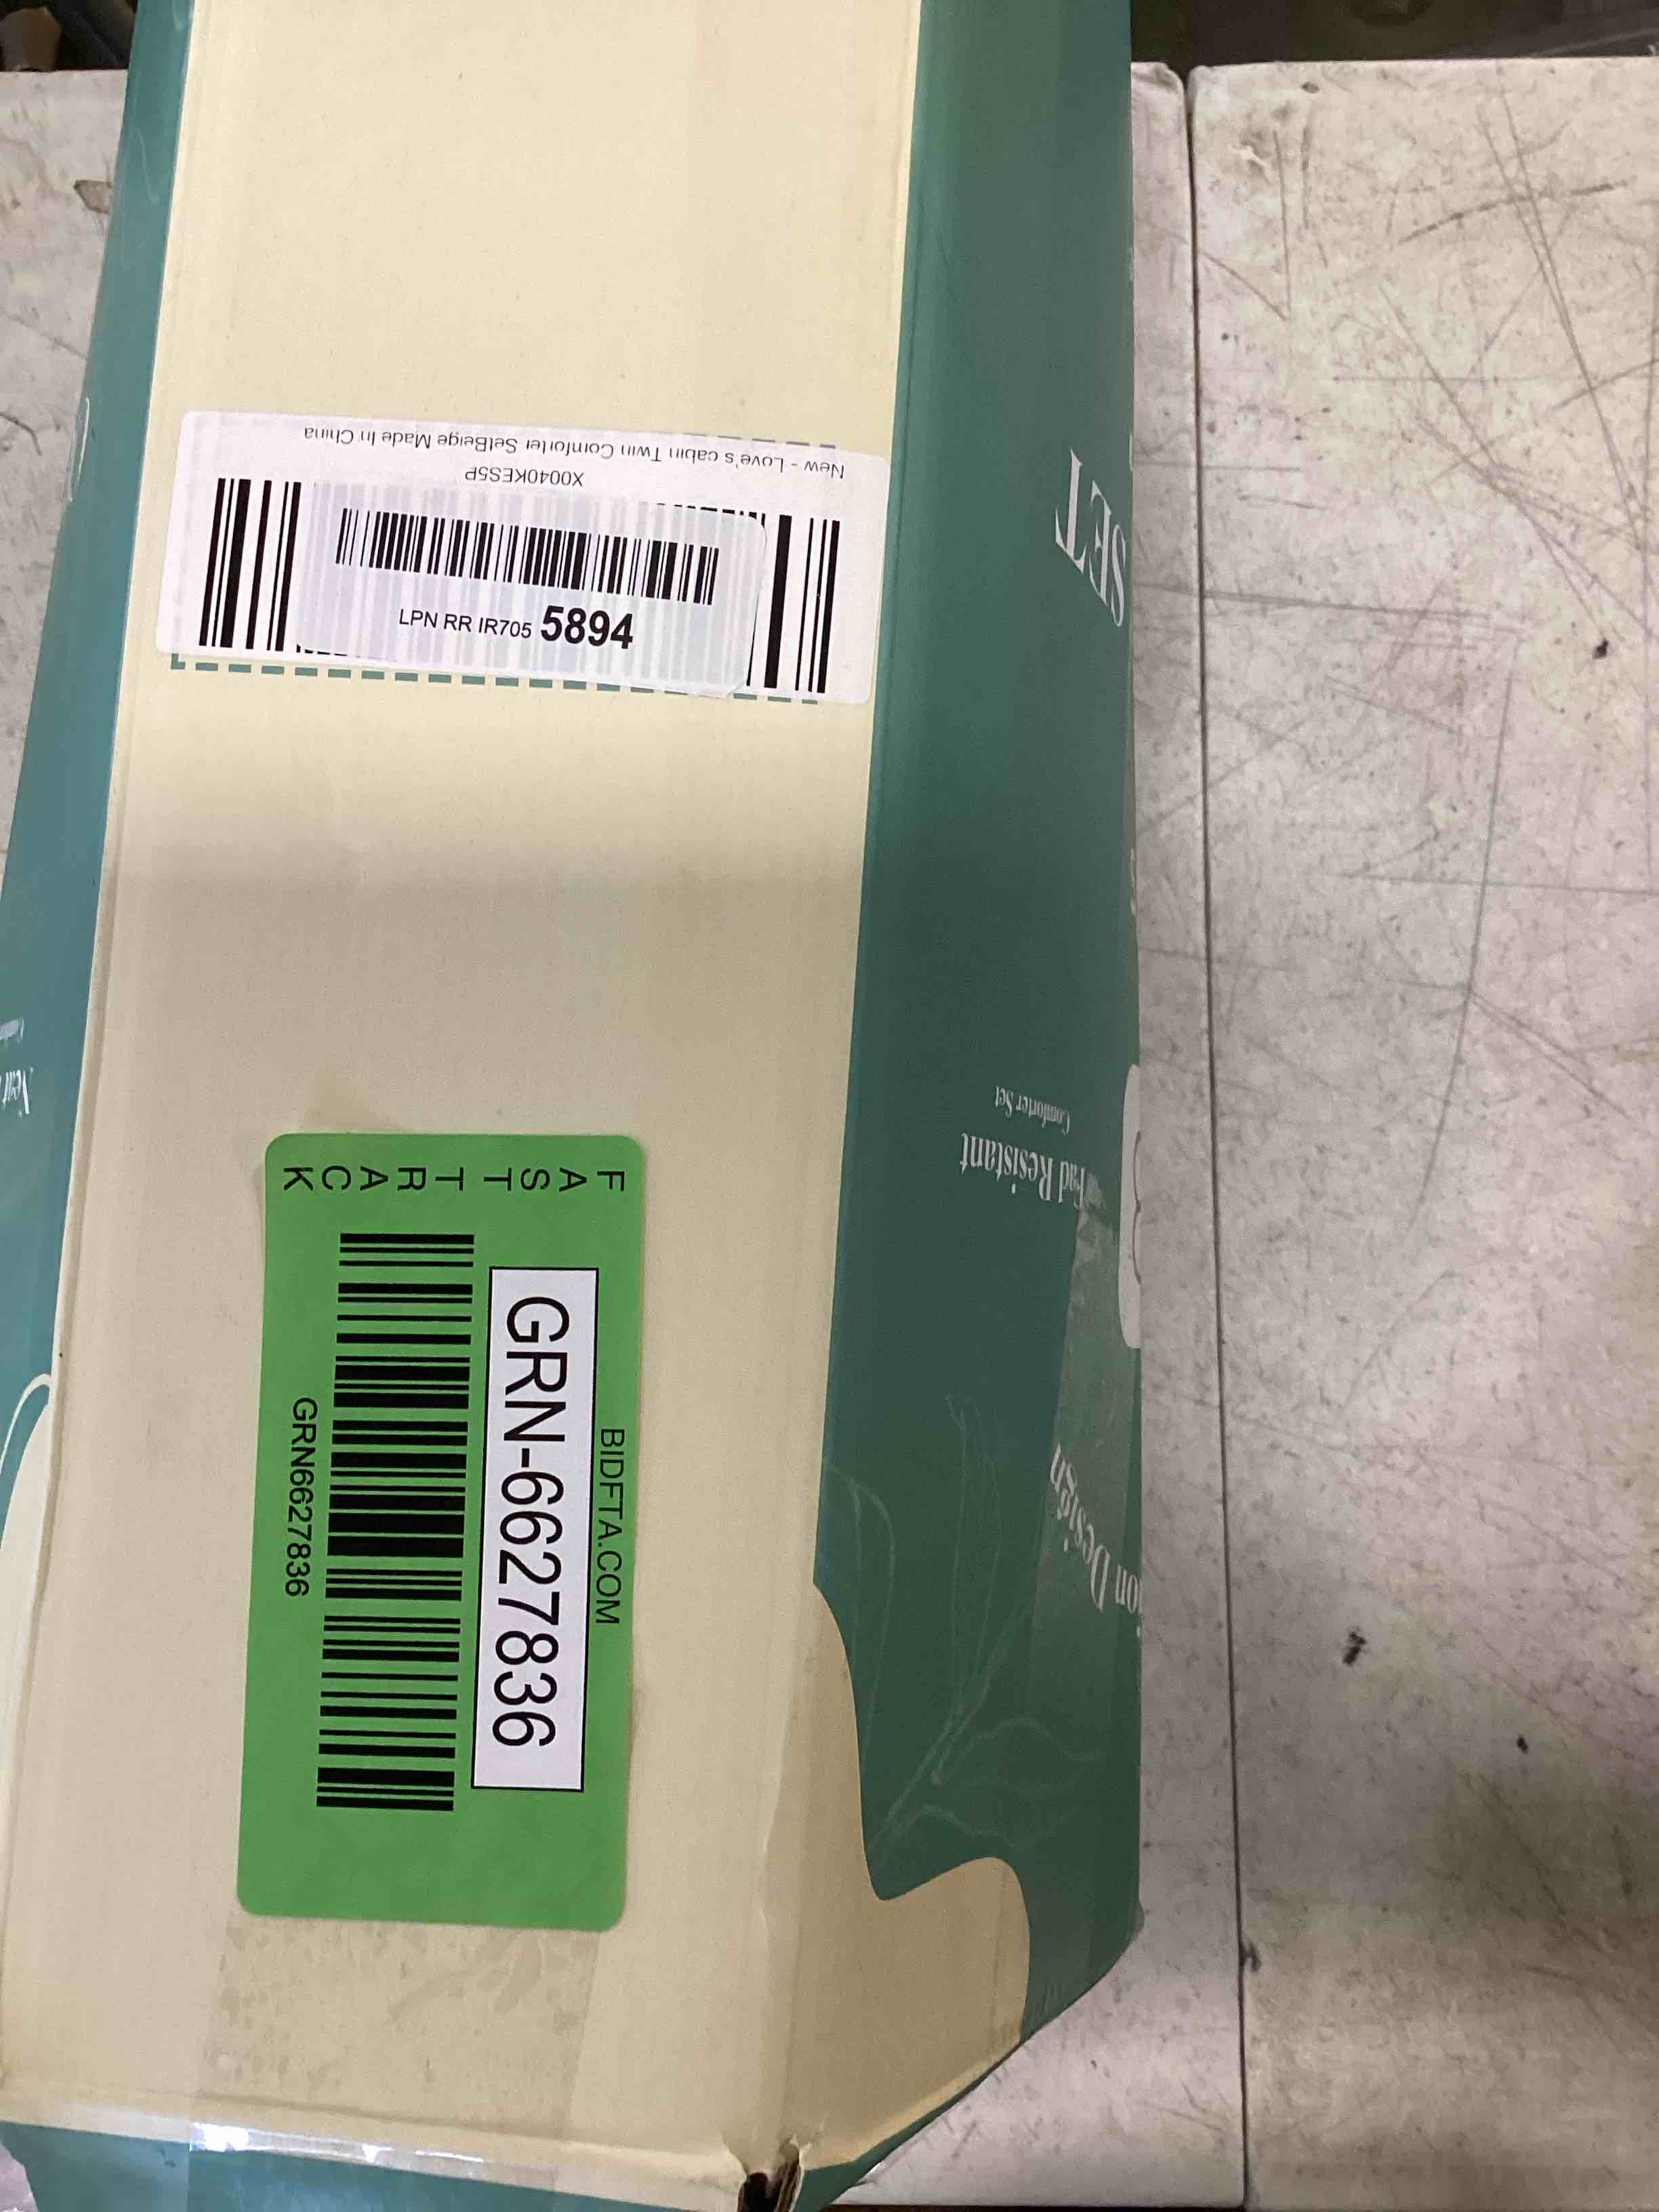 New - Love's cabin Twin Comforter SetBeige Made In China
X0040KES5P
LPN RR IR705 5894
FAST
TRACK
BIDFTA.COM
GRN-6627836
GRN6627836
SET
Fad Resistant
Comforter Set
on Design